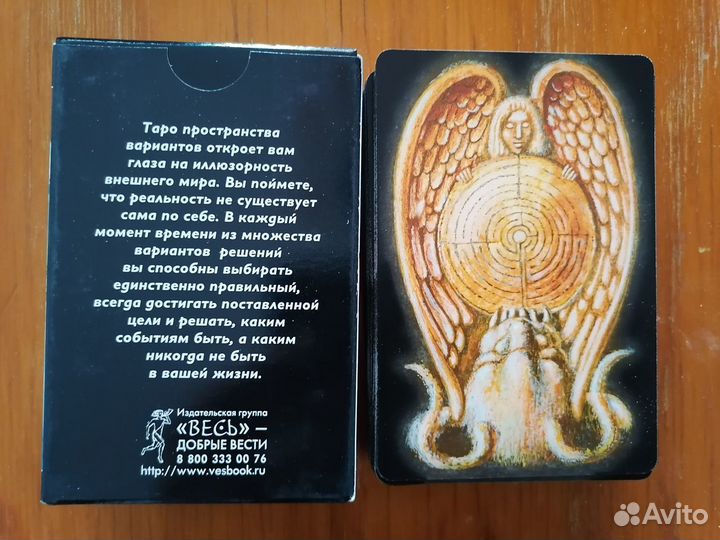 Таро пространства
вариантов откроет вам
глаза на иллюзорность
внешнего мира. Вы поймете,
что реальность не существует
сама по себе. В каждый
момент времени из множества
вариантов решений
вы способны выбирать
единственно правильный,
всегда достигать поставленной
цели и решать, каким
событиям быть, а каким
никогда не быть
в вашей жизни.
Издательская группа
«ВЕСЬ» –
ДОБРЫЕ ВЕСТИ
8 800 333 00 76
http://www.vesbook.ru
Avito